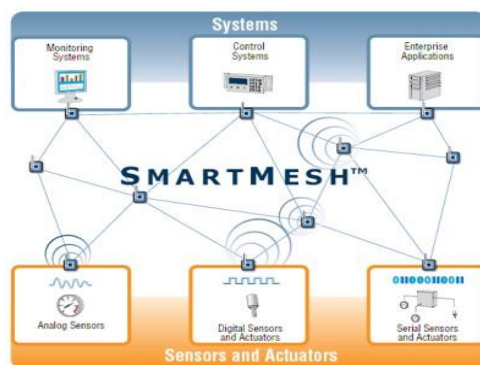 Systems
Monitoring
Systems
Control
Systems
Enterprise
Applications
SMARTMESH™
Analog Sensors
Digital Sensors
and Actuators
011000110011
Serial Sensors
and Actuators
Sensors and Actuators